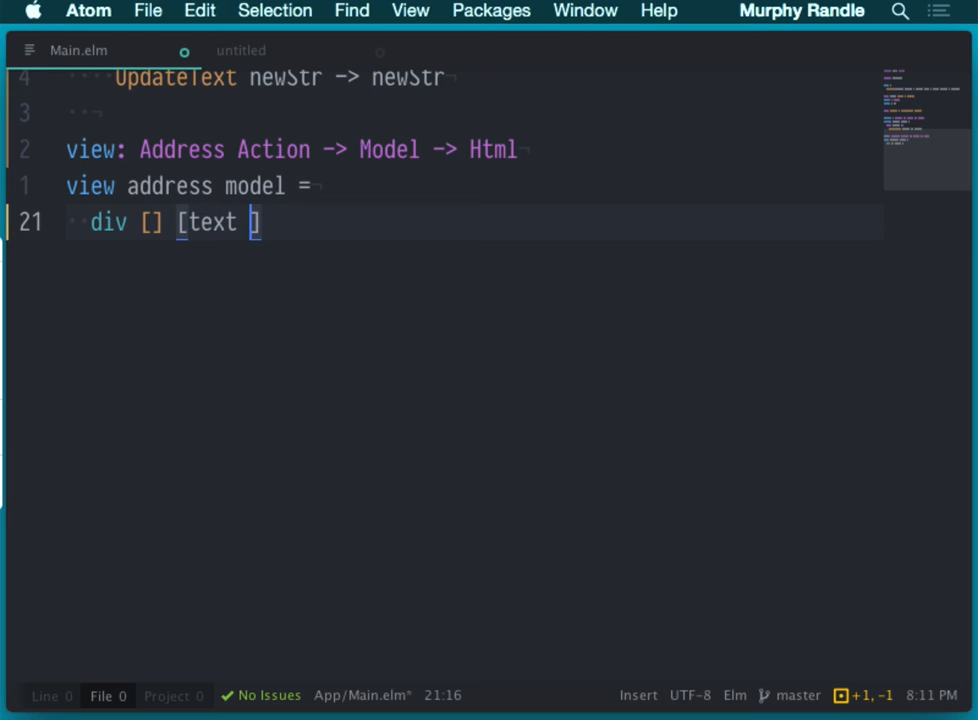 Atom File Edit Selection Find View Packages Window Help Murphy Randle
Main.elm untitled
4 ····UpdateText newStr -> newStr¬
3 ··¬
2 view: Address Action -> Model -> Html¬
1 view address model =¬
21 ··div [] [text ]
Line 0 File 0 Project 0 No Issues App/Main.elm* 21:16 Insert UTF-8 Elm master +1, -1 8:11 PM